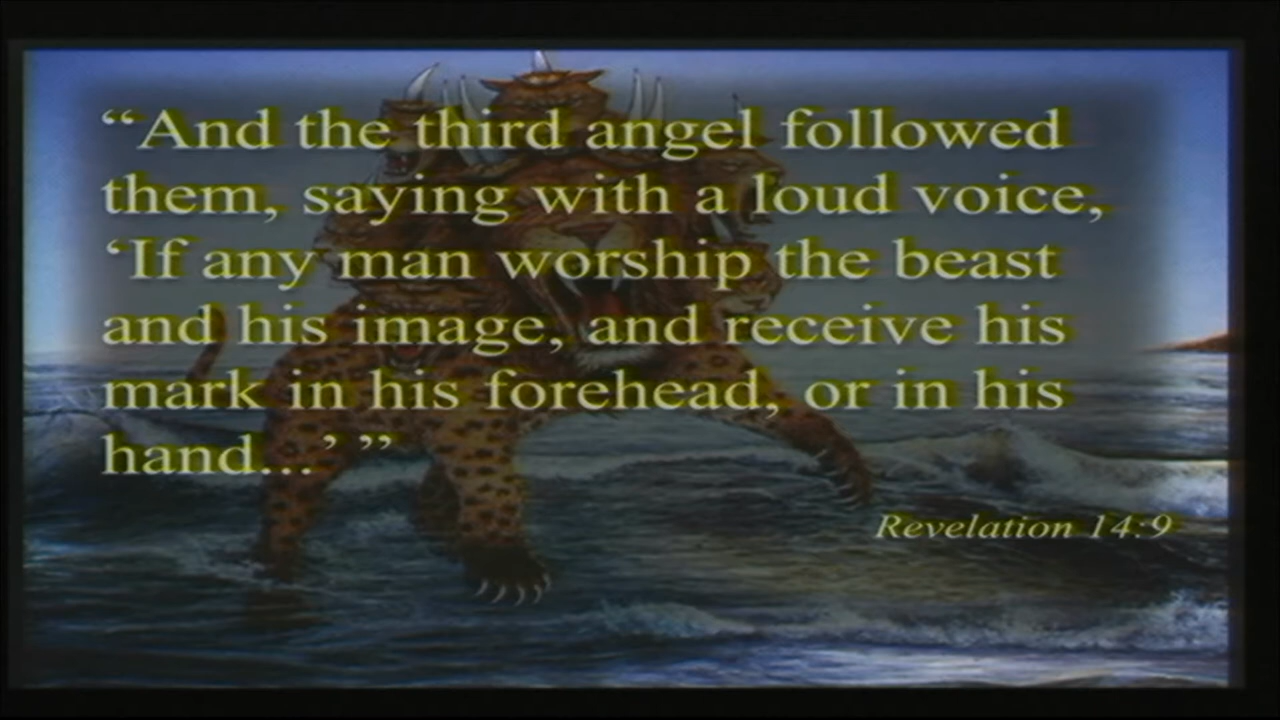 “And the third angel followed
them, saying with a loud voice,
‘If any man worship the beast
and his image, and receive his
mark in his forehead, or in his
hand...’ ”
Revelation 14:9